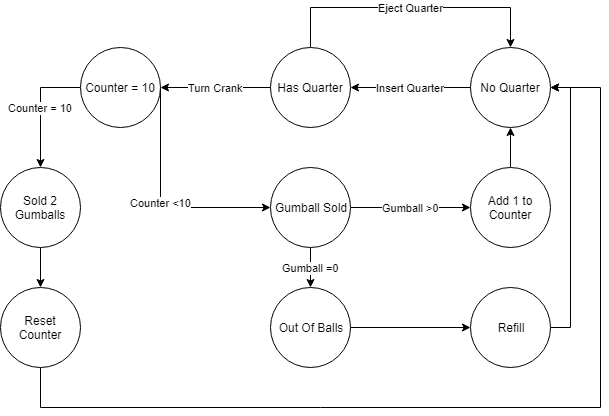 Eject Quarter
Counter = 10
Turn Crank
Has Quarter
Insert Quarter
No Quarter
Counter = 10
Sold 2
Gumballs
Counter <10
Gumball Sold
Gumball >0
Add 1 to
Counter
Gumball =0
Reset
Counter
Out Of Balls
Refill